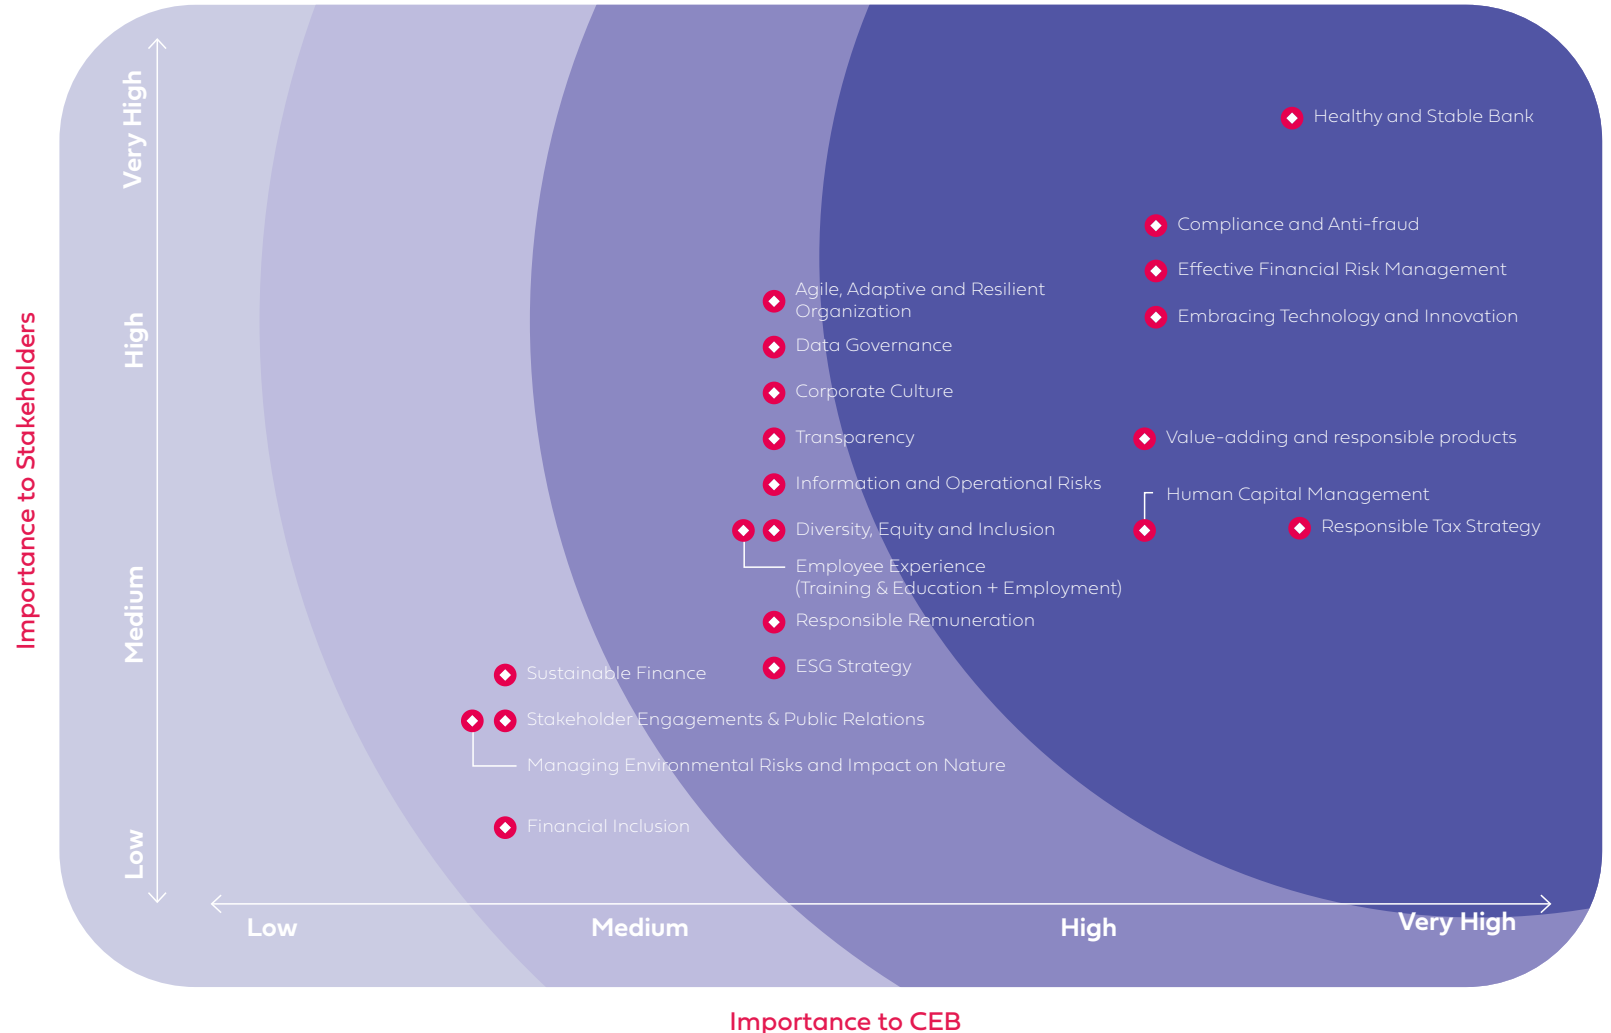 Importance to Stakeholders
Very High
High
Medium
Low
Healthy and Stable Bank
Compliance and Anti-fraud
Effective Financial Risk Management
Embracing Technology and Innovation
Agile, Adaptive and Resilient
Organization
Data Governance
Corporate Culture
Transparency
Value-adding and responsible products
Information and Operational Risks
Human Capital Management
Responsible Tax Strategy
Diversity, Equity and Inclusion
Employee Experience
(Training & Education + Employment)
Responsible Remuneration
ESG Strategy
Sustainable Finance
Stakeholder Engagements & Public Relations
Managing Environmental Risks and Impact on Nature
Financial Inclusion
Low
Medium
High
Very High
Importance to CEB